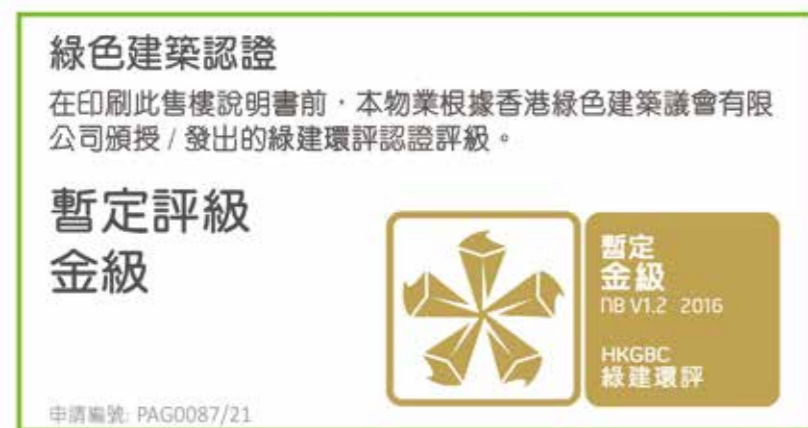 綠色建築認證
在印刷此售樓說明書前，本物業根據香港綠色建築議會有限
公司頒授 / 發出的綠建環評認證評級。
暫定評級
金級
暫定
金級
NB V1.2 2016
HKGBC
綠建環評
申請編號: PAG0087/21